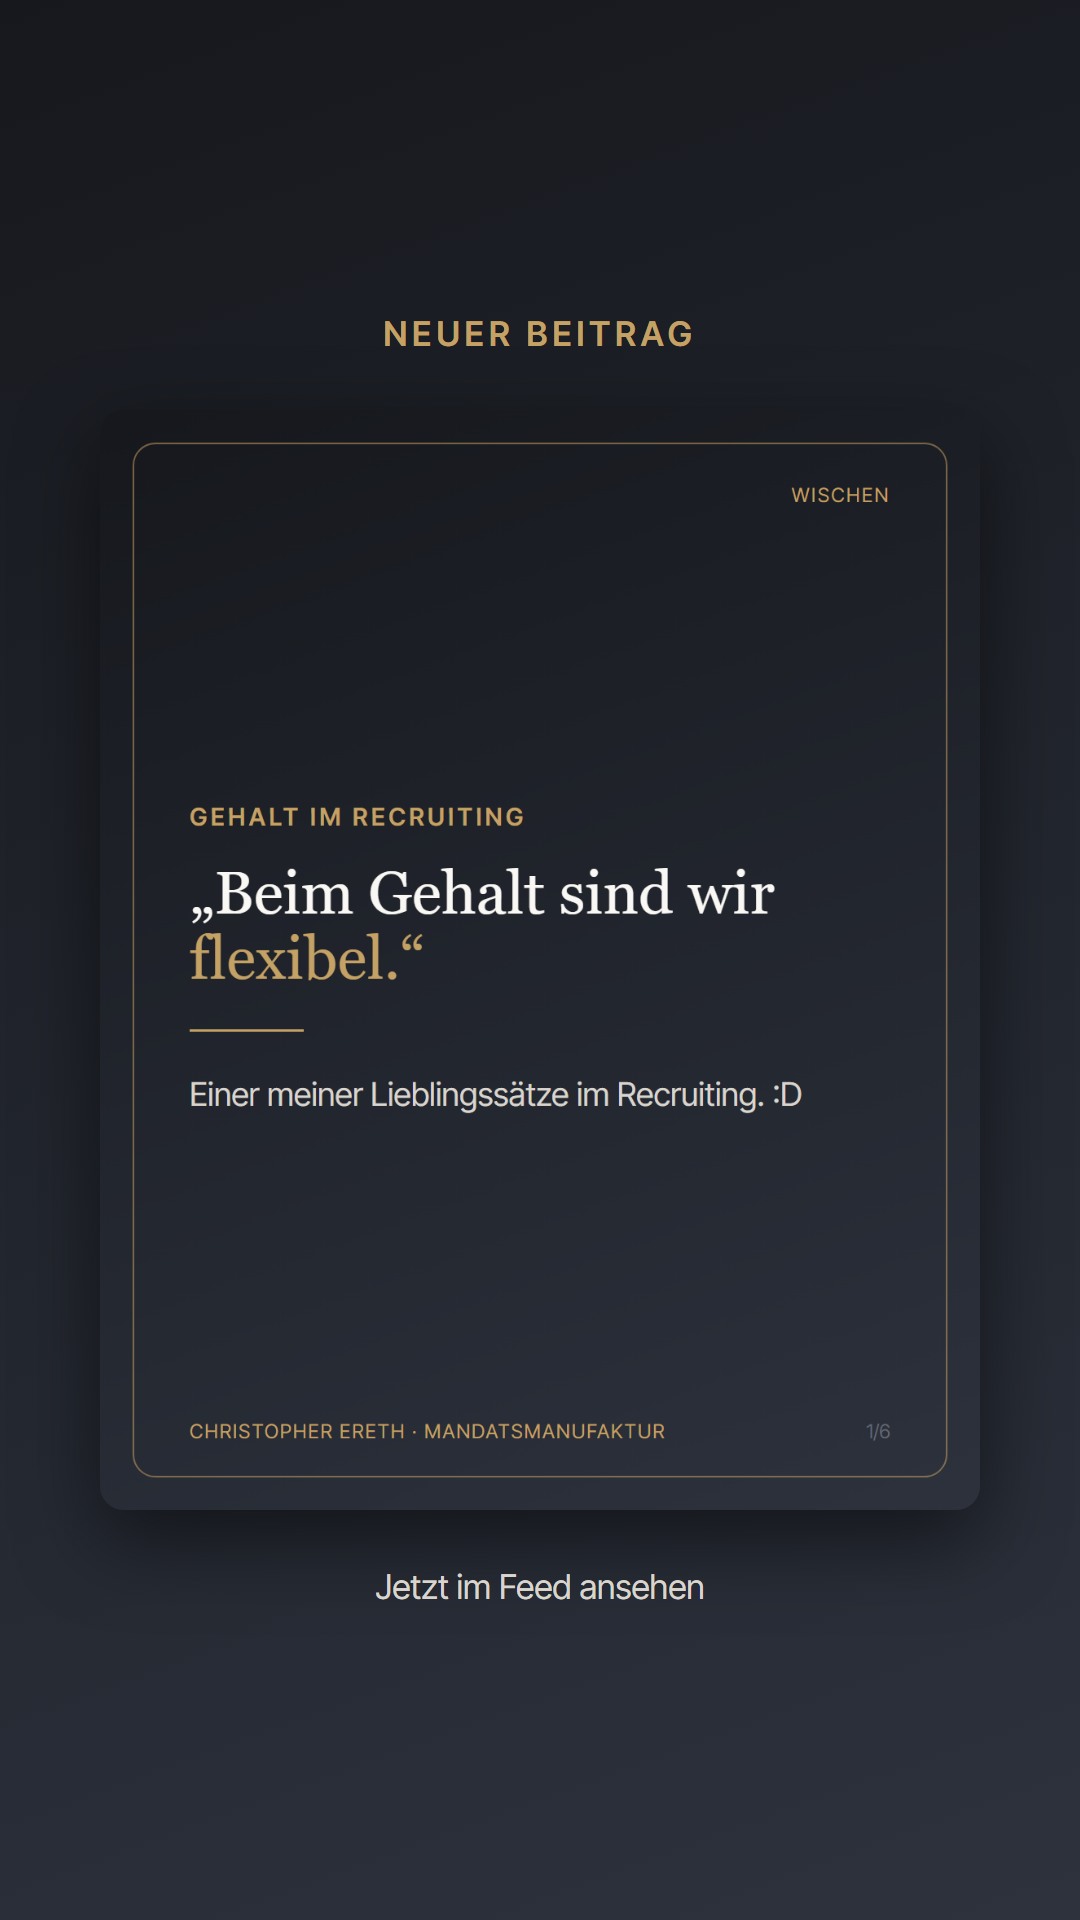 NEUER BEITRAG
WISCHEN
GEHALT IM RECRUITING
„Beim Gehalt sind wir
flexibel.“
Einer meiner Lieblingssätze im Recruiting. :D
CHRISTOPHER ERETH · MANDATSMANUFAKTUR
1/6
Jetzt im Feed ansehen